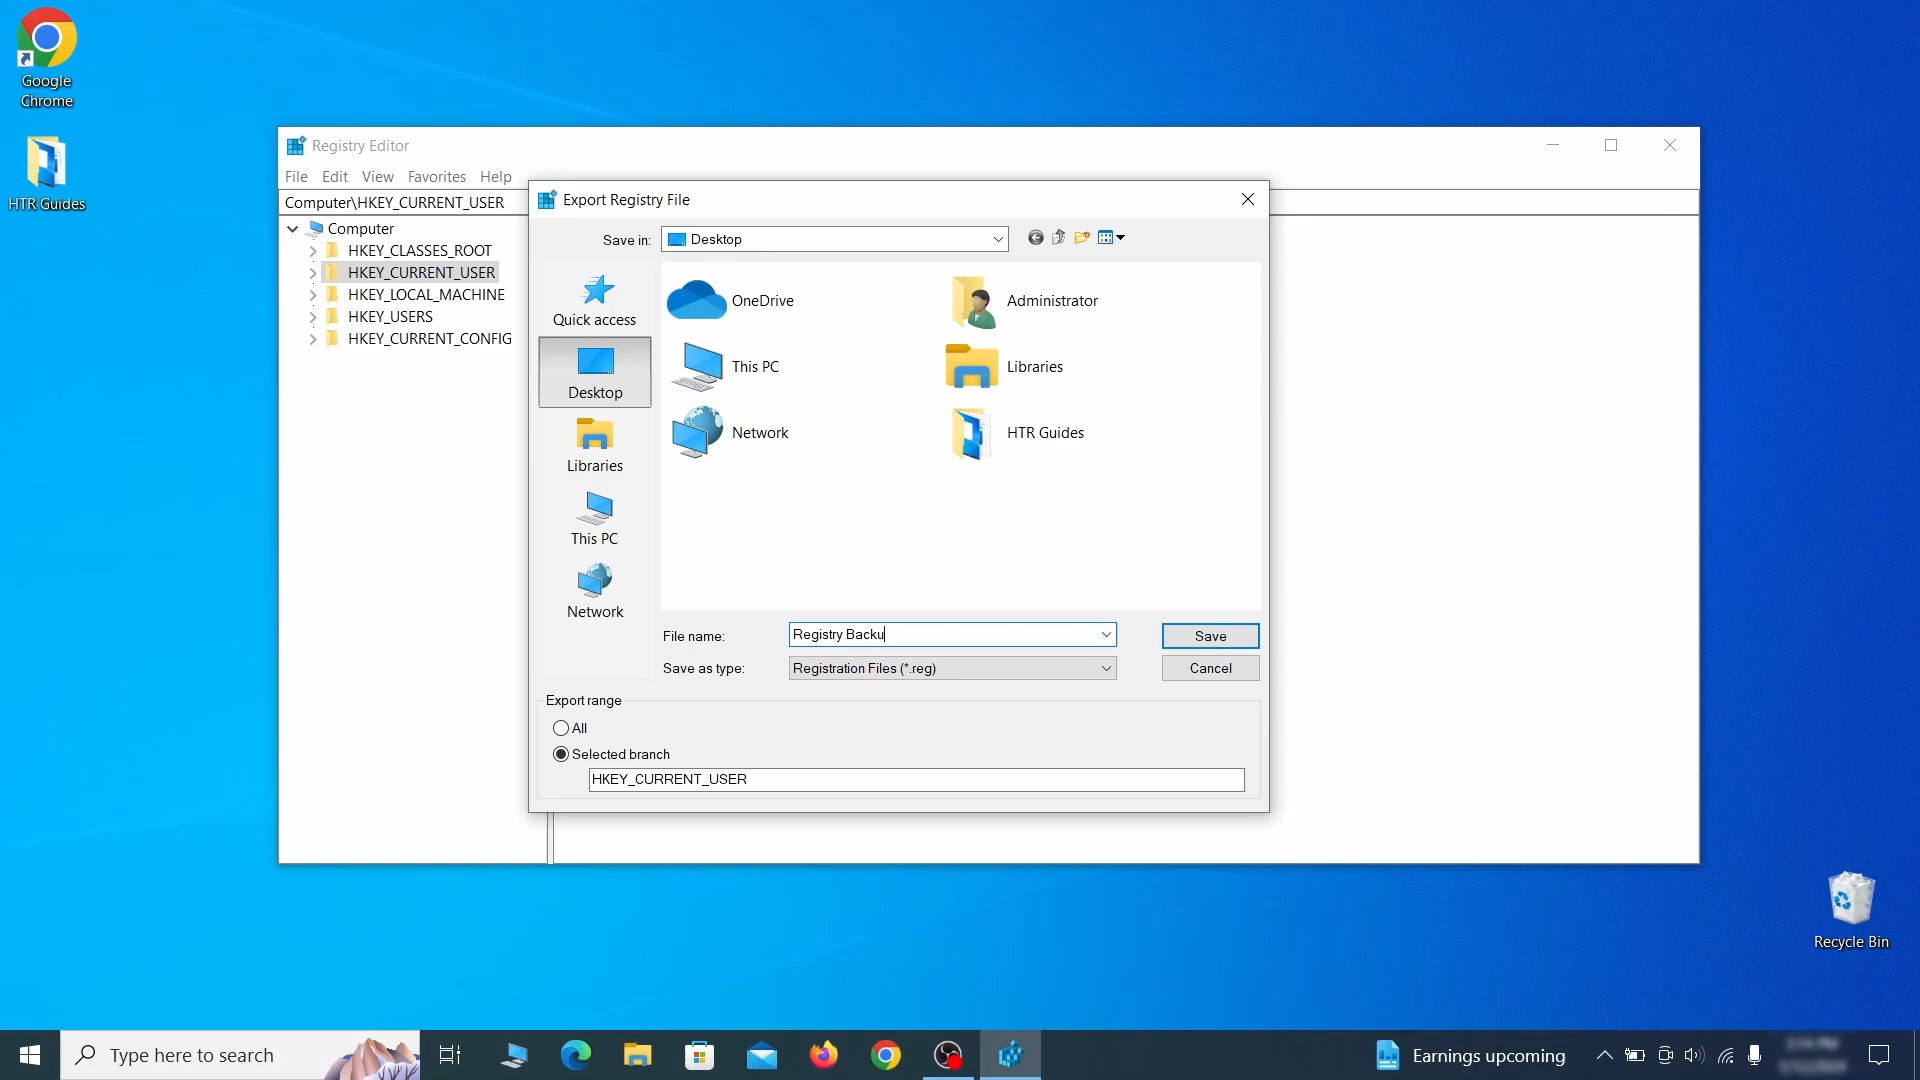 Google
Chrome
HTR Guides
Registry Editor
File Edit View Favorites Help
Computer\HKEY_CURRENT_USER
Computer
HKEY_CLASSES_ROOT
HKEY_CURRENT_USER
HKEY_LOCAL_MACHINE
HKEY_USERS
HKEY_CURRENT_CONFIG
Export Registry File
Save in: Desktop
Quick access
Desktop
Libraries
This PC
Network
OneDrive
Administrator
This PC
Libraries
Network
HTR Guides
File name: Registry Backu
Save
Save as type: Registration Files (*.reg)
Cancel
Export range
All
Selected branch
HKEY_CURRENT_USER
Recycle Bin
Type here to search
Earnings upcoming